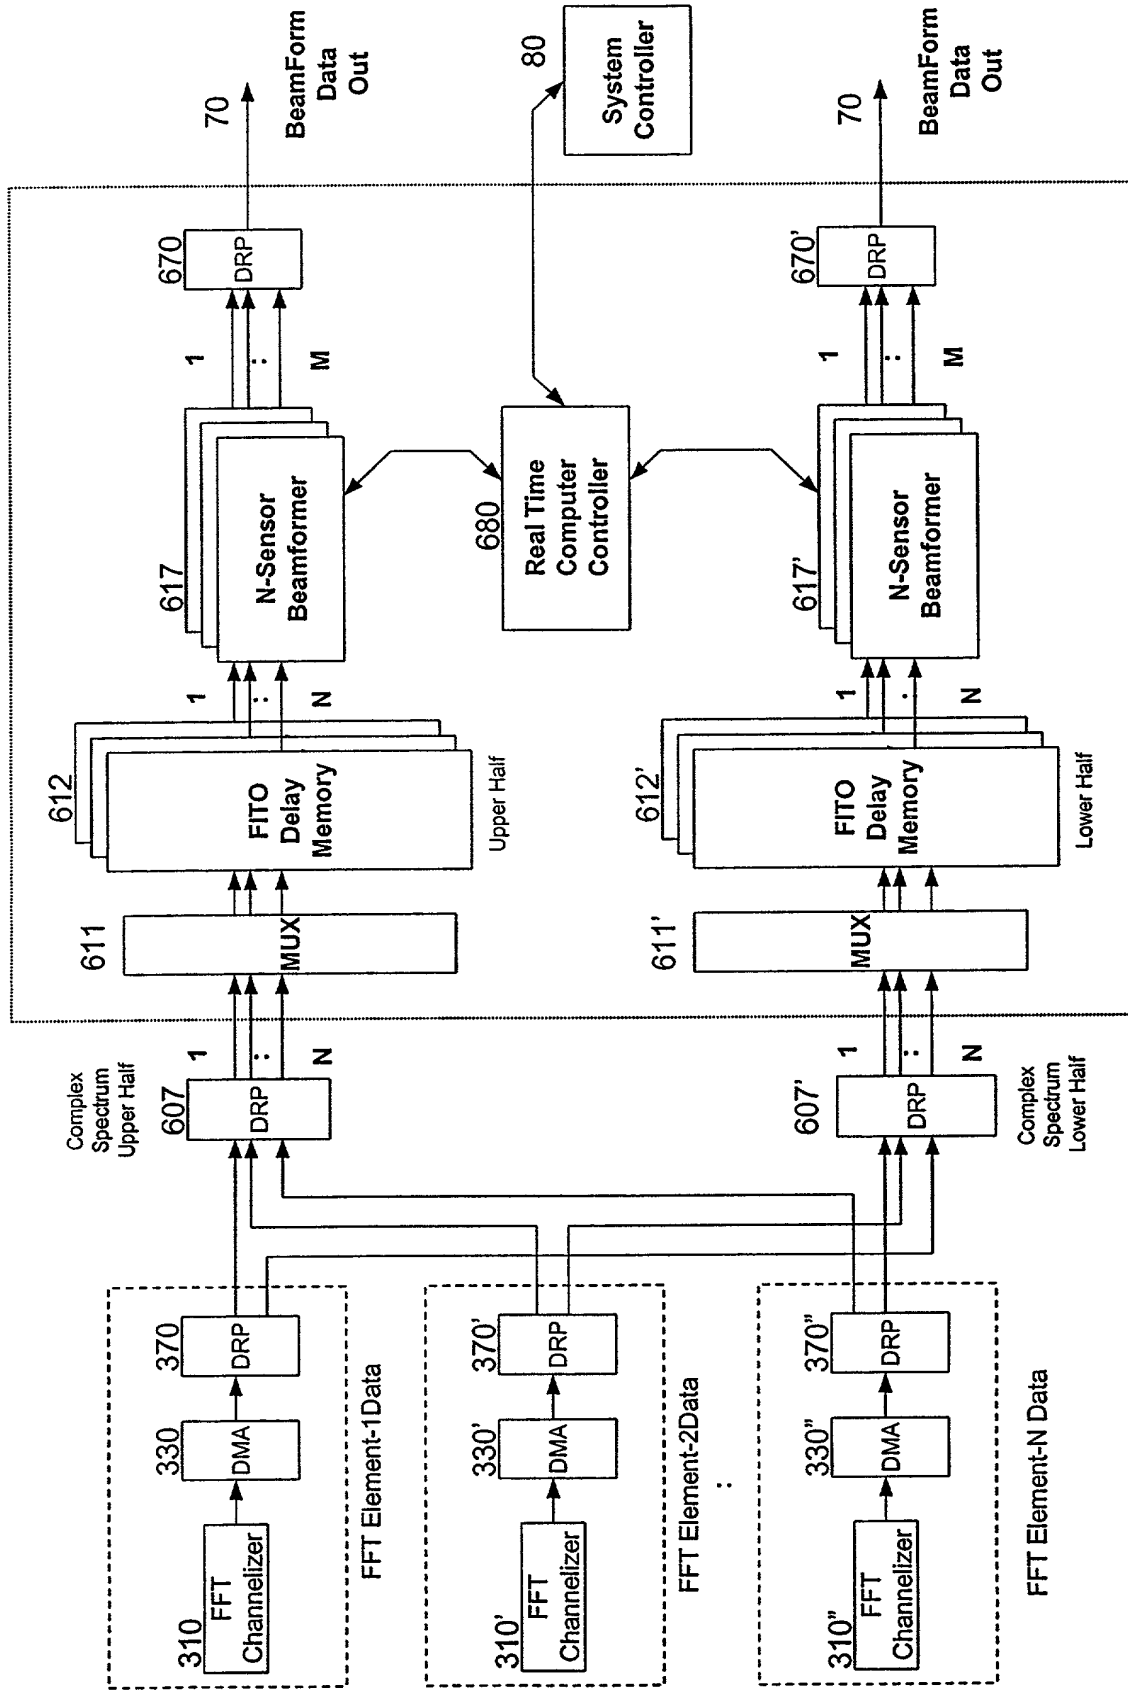 310
FFT
Channelizer
330
DMA
370
DRP
FFT Element-1Data
310'
FFT
Channelizer
330'
DMA
370'
DRP
FFT Element-2Data
:
310"
FFT
Channelizer
330"
DMA
370"
DRP
FFT Element-N Data
Complex
Spectrum
Upper Half
607
DRP
1
:
N
611
MUX
612
FITO
Delay
Memory
Upper Half
1
:
N
617
N-Sensor
Beamformer
1
:
M
670
DRP
70
BeamForm
Data
Out
680
Real Time
Computer
Controller
80
System
Controller
607'
DRP
Complex
Spectrum
Lower Half
1
:
N
611'
MUX
612'
FITO
Delay
Memory
Lower Half
1
:
N
617'
N-Sensor
Beamformer
1
:
M
670'
DRP
70
BeamForm
Data
Out